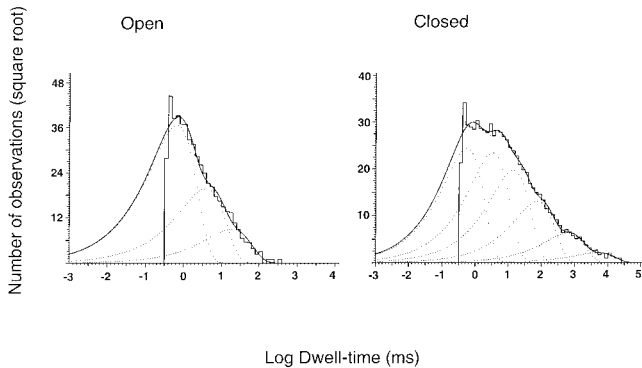 Open
Closed
Number of observations (square root)
48
36
24
12
-3 -2 -1 0 1 2 3 4
40
30
20
10
-3 -2 -1 0 1 2 3 4 5
Log Dwell-time (ms)